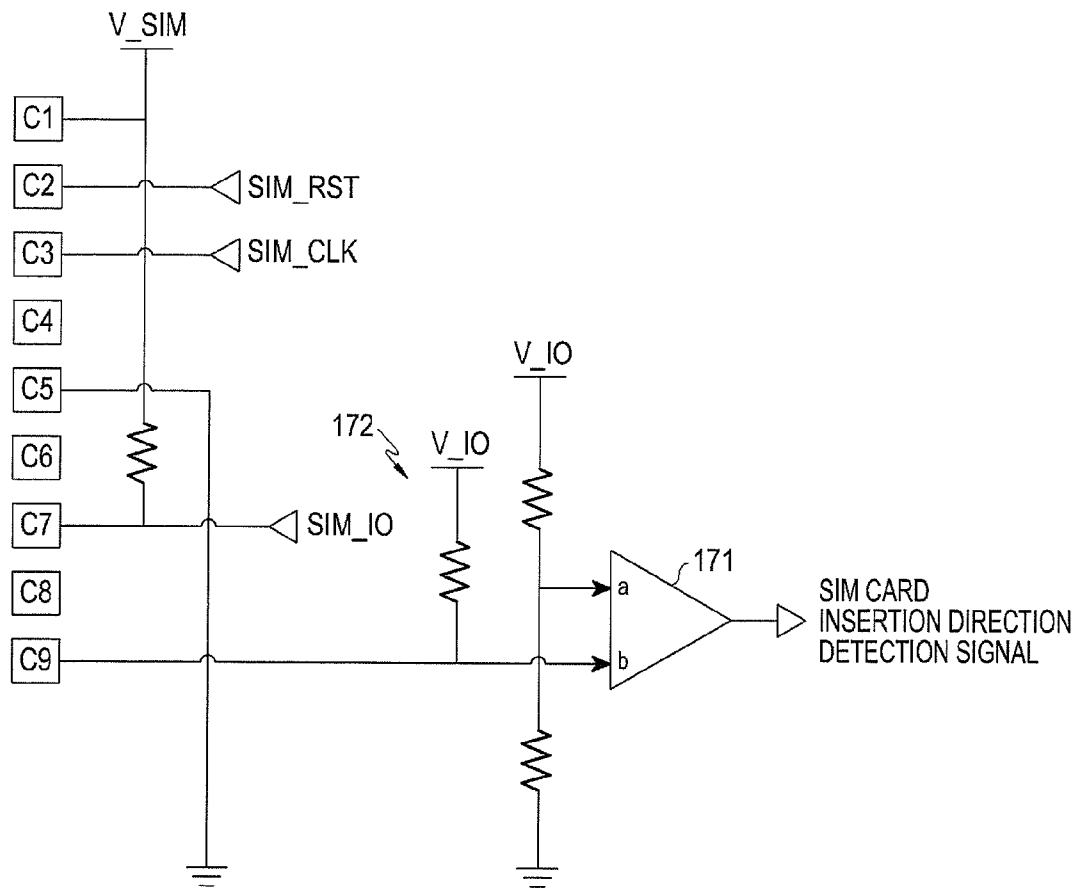 V_SIM
C1
C2
SIM_RST
C3
SIM_CLK
C4
C5
V_IO
172
V_IO
C6
C7
SIM_IO
171
C8
a
b
SIM CARD
INSERTION DIRECTION
DETECTION SIGNAL
C9